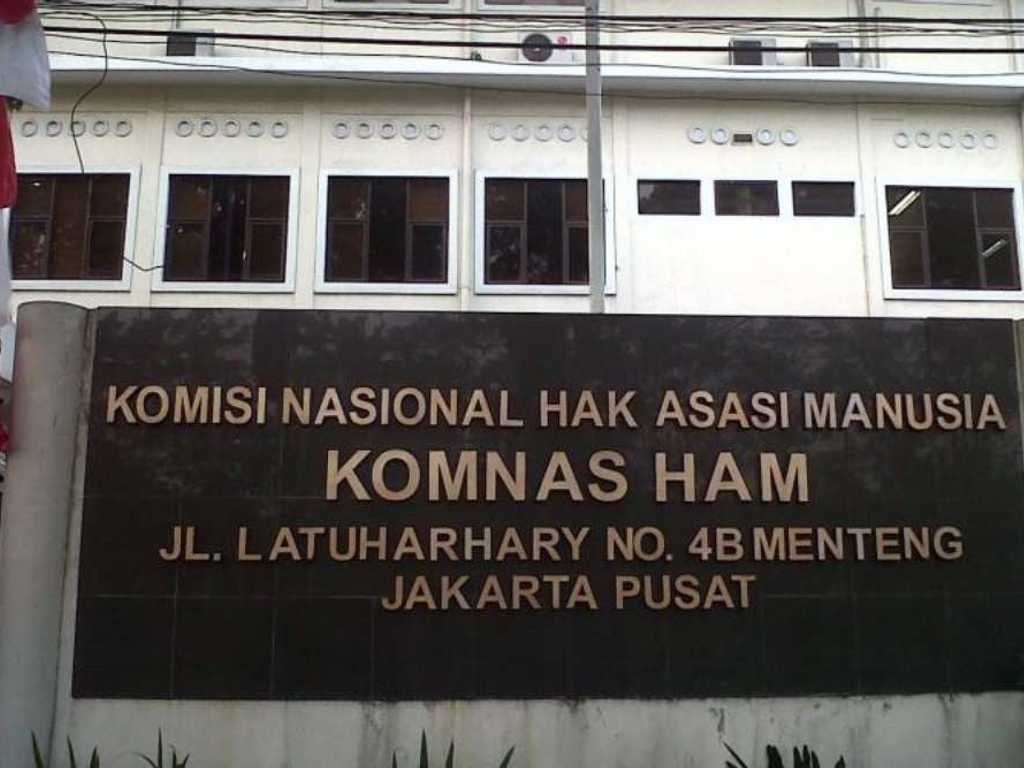 KOMISI NASIONAL HAK ASASI MANUSIA
KOMNAS HAM
JL. LATUHARHARY NO. 4B MENTENG
JAKARTA PUSAT